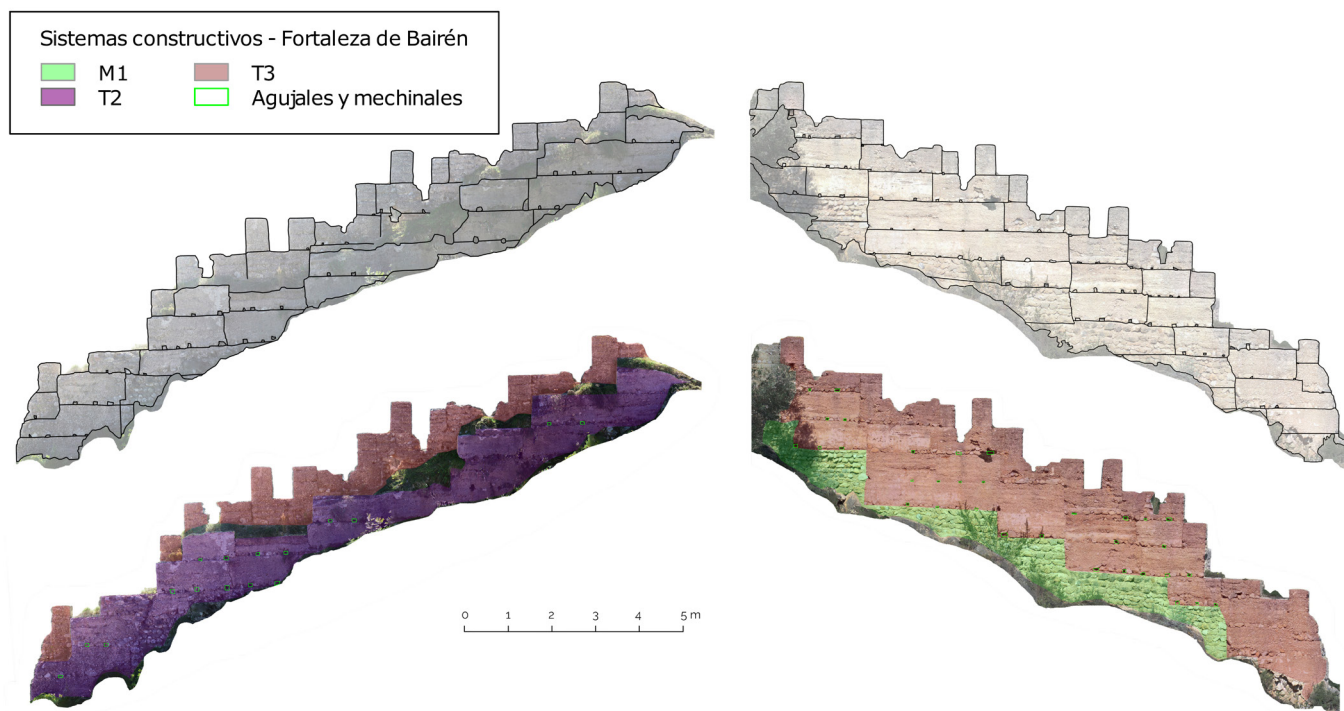 Sistemas constructivos - Fortaleza de Bairén
M1
T3
T2
Agujales y mechinales
0 1 2 3 4 5 m